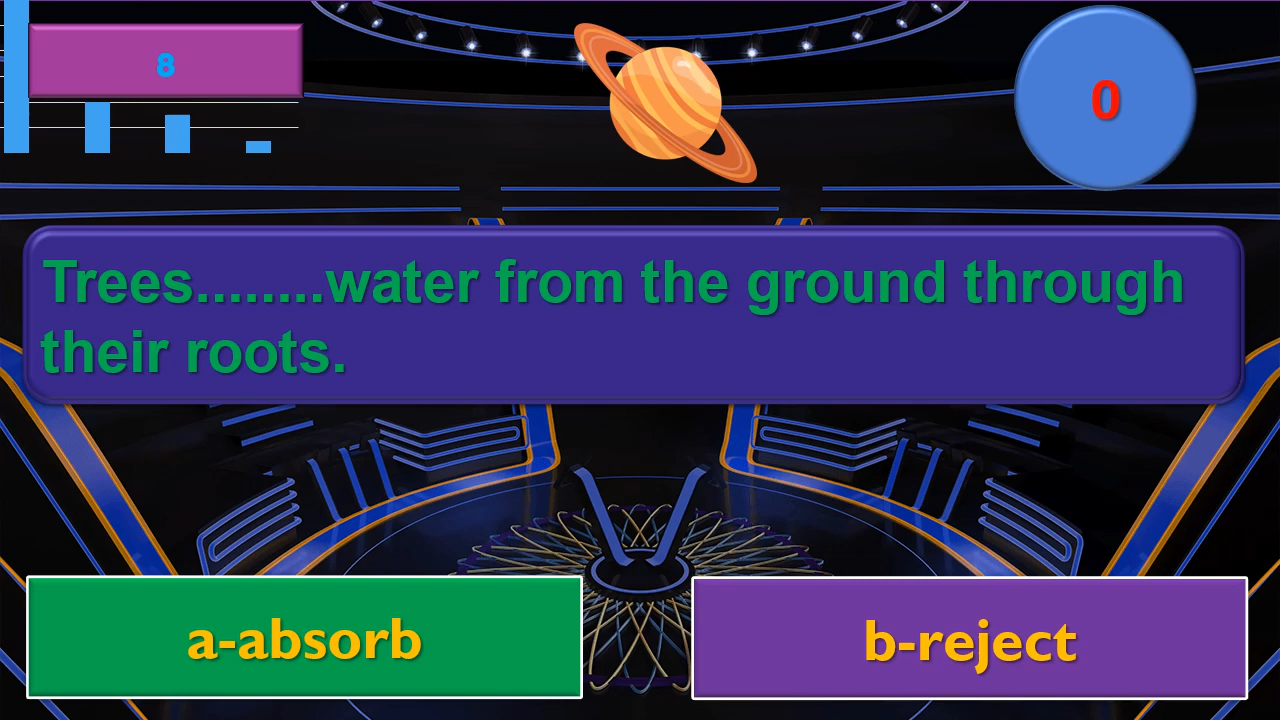 8
0
Trees........water from the ground through
their roots.
a-absorb
b-reject